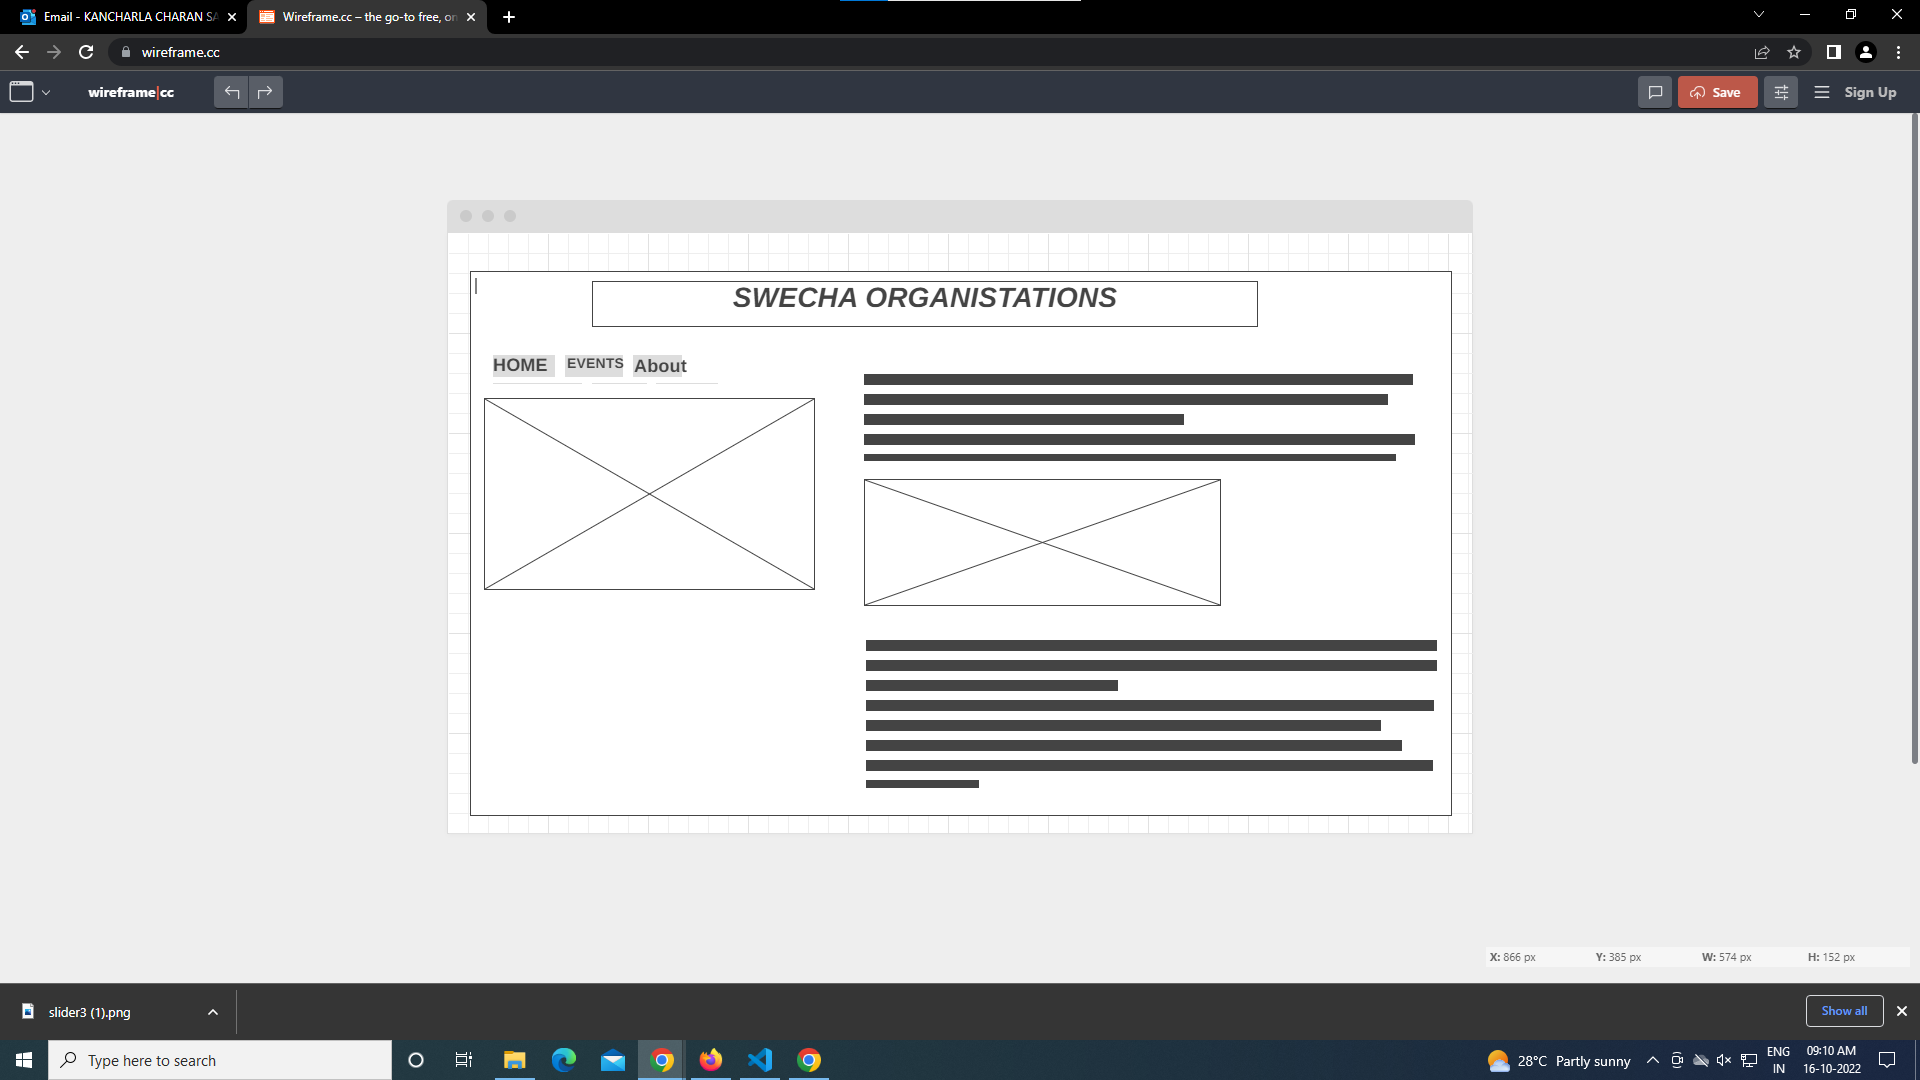 Email - KANCHARLA CHARAN SA
Wireframe.cc – the go-to free, on
wireframe.cc
wireframe|cc
Save
Sign Up
SWECHA ORGANISTATIONS
HOME EVENTS About
X: 866 px Y: 385 px W: 574 px H: 152 px
slider3 (1).png
Show all
Type here to search
28°C Partly sunny
ENG
IN
09:10 AM
16-10-2022